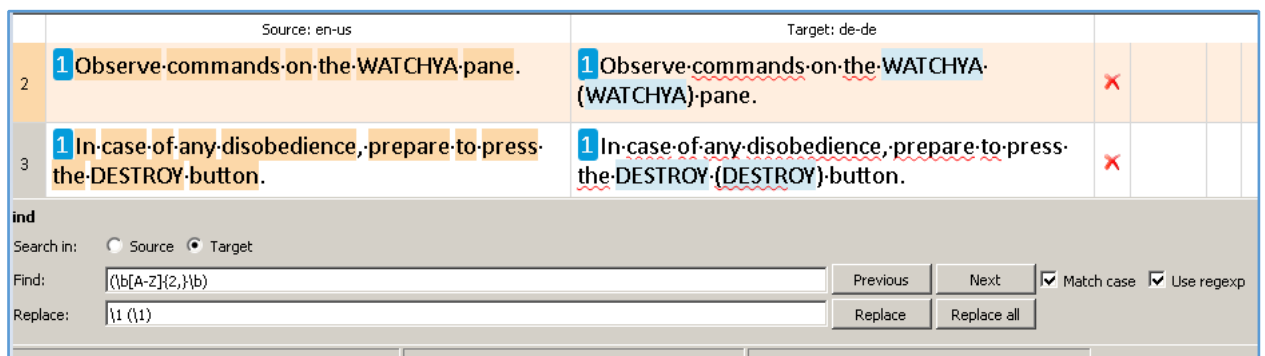 Source: en-us Target: de-de
2 1 Observe·commands·on·the·WATCHYA·pane. 1 Observe·commands·on·the·WATCHYA·
(WATCHYA)·pane.
3 1 In·case·of·any·disobedience,·prepare·to·press· 1 In·case·of·any·disobedience,·prepare·to·press·
the·DESTROY·button. the·DESTROY·(DESTROY)·button.
ind
Search in: Source Target
Find: (\b[A-Z]{2,}\b) Previous Next Match case Use regexp
Replace: \1 (\1) Replace Replace all